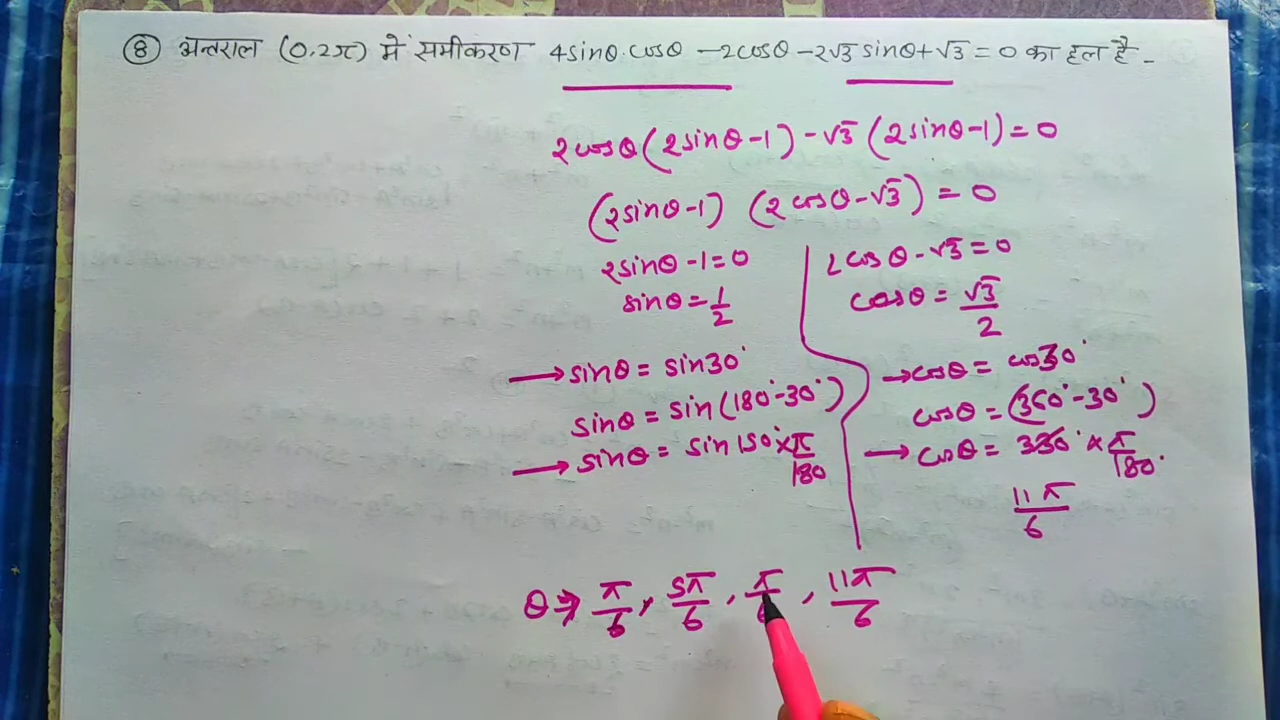 ⑧ अन्तराल (0,2π) में समीकरण 4sinθ·cosθ −2cosθ −2√3 sinθ+√3 = 0 का हल है -
2cosθ(2sinθ-1) - √3 (2sinθ-1) = 0
(2sinθ-1) (2cosθ-√3) = 0
2sinθ-1=0
sinθ = 1/2
→ sinθ = sin30°
sinθ = sin(180°-30°)
→ sinθ = sin150° × π/180
2cosθ-√3=0
cosθ = √3/2
→ cosθ = cos30°
cosθ = (360°-30°)
→ cosθ = 330° × π/180°
11π/6
θ ⇒ π/6, 5π/6, π/6, 11π/6